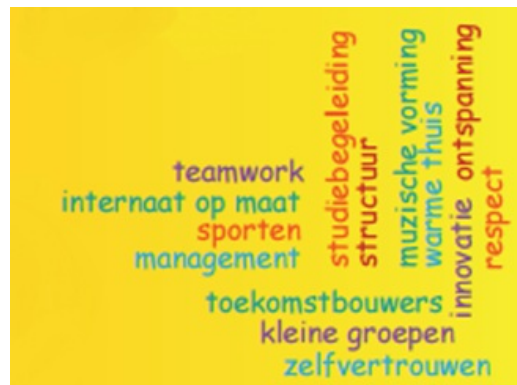 teamwork
internaat op maat
sporten
management
studiebegeleiding
structuur
muzische vorming
warme thuis
innovatie
ontspanning
respect
toekomstbouwers
kleine groepen
zelfvertrouwen